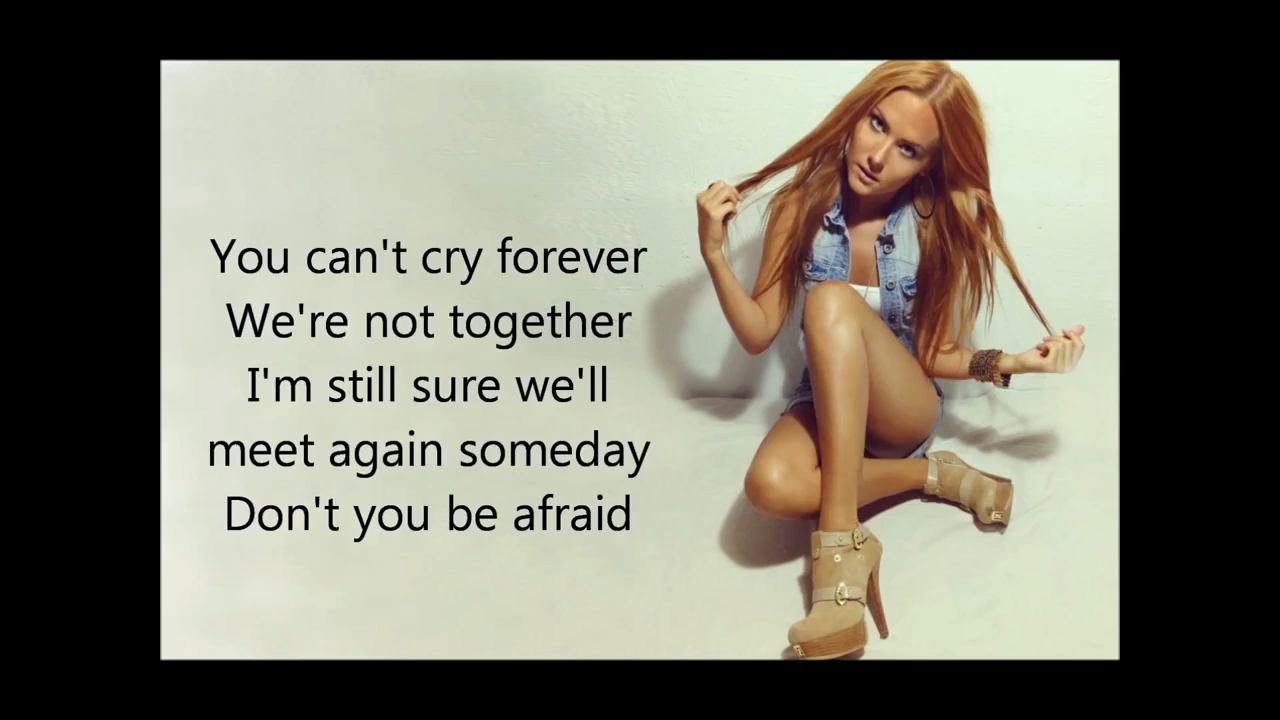 You can't cry forever
We're not together
I'm still sure we'll
meet again someday
Don't you be afraid